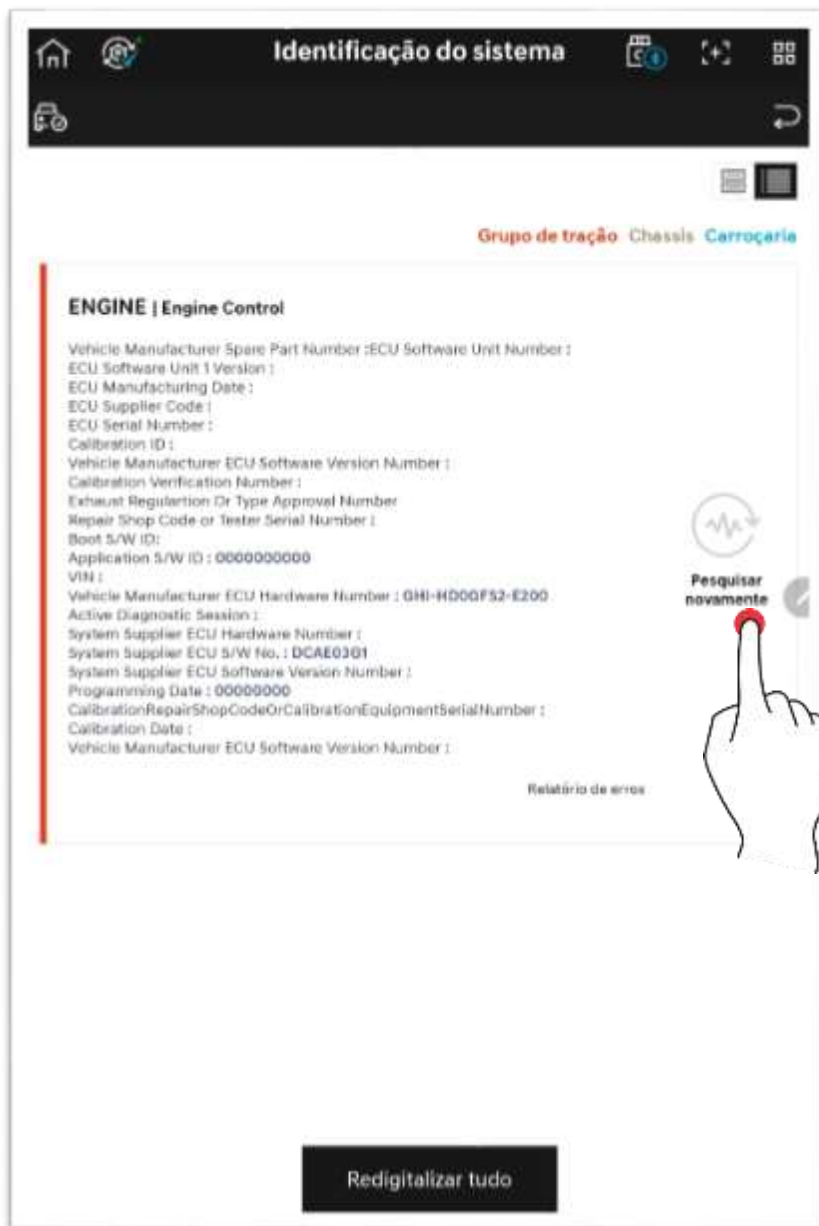 Identificação do sistema
Grupo de tração Chassis Carroçaria
ENGINE | Engine Control
Vehicle Manufacturer Spare Part Number :ECU Software Unit Number :
ECU Software Unit 1 Version :
ECU Manufacturing Date :
ECU Supplier Code :
ECU Serial Number :
Calibration ID :
Vehicle Manufacturer ECU Software Version Number :
Calibration Verification Number :
Exhaust Regulartion Or Type Approval Number
Repair Shop Code or Tester Serial Number :
Boot S/W ID:
Application S/W ID : 0000000000
VIN :
Vehicle Manufacturer ECU Hardware Number : GHI-HD0GFS2-E200
Active Diagnostic Session :
System Supplier ECU Hardware Number :
System Supplier ECU S/W No. : DCAE0301
System Supplier ECU Software Version Number :
Programming Date : 00000000
CalibrationRepairShopCodeOrCalibrationEquipmentSerialNumber :
Calibration Date :
Vehicle Manufacturer ECU Software Version Number :
Pesquisar
novamente
Relatório de erros
Redigitalizar tudo